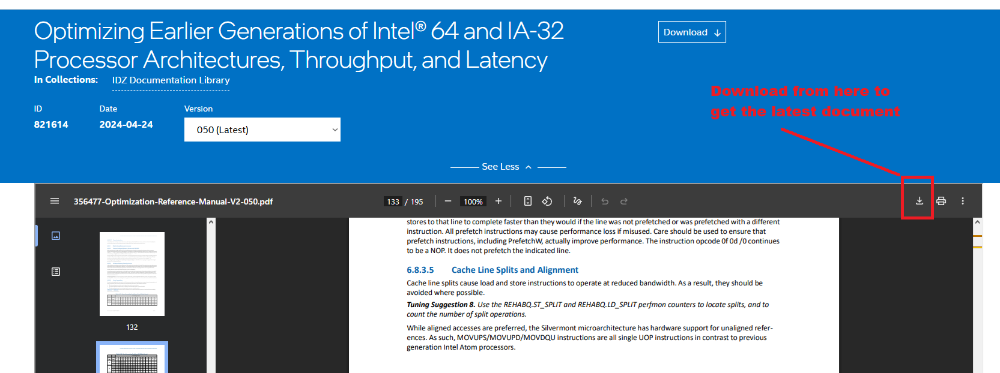 Optimizing Earlier Generations of Intel® 64 and IA-32
Processor Architectures, Throughput, and Latency
Download
In Collections:
IDZ Documentation Library
Download from here to
get the latest document
ID
Date
Version
821614
2024-04-24
050 (Latest)
See Less
356477-Optimization-Reference-Manual-V2-050.pdf
133 / 195
100%
132
stores to that line to complete faster than they would if the line was not prefetched or was prefetched with a different
instruction. All prefetch instructions may cause performance loss if misused. Care should be used to ensure that
prefetch instructions, including PrefetchW, actually improve performance. The instruction opcode 0f 0d /0 continues
to be a NOP. It does not prefetch the indicated line.
6.8.3.5 Cache Line Splits and Alignment
Cache line splits cause load and store instructions to operate at reduced bandwidth. As a result, they should be
avoided where possible.
Tuning Suggestion 8. Use the REHABQ.ST_SPLIT and REHABQ.LD_SPLIT perfmon counters to locate splits, and to
count the number of split operations.
While aligned accesses are preferred, the Silvermont microarchitecture has hardware support for unaligned refer-
ences. As such, MOVUPS/MOVUPD/MOVDQU instructions are all single UOP instructions in contrast to previous
generation Intel Atom processors.